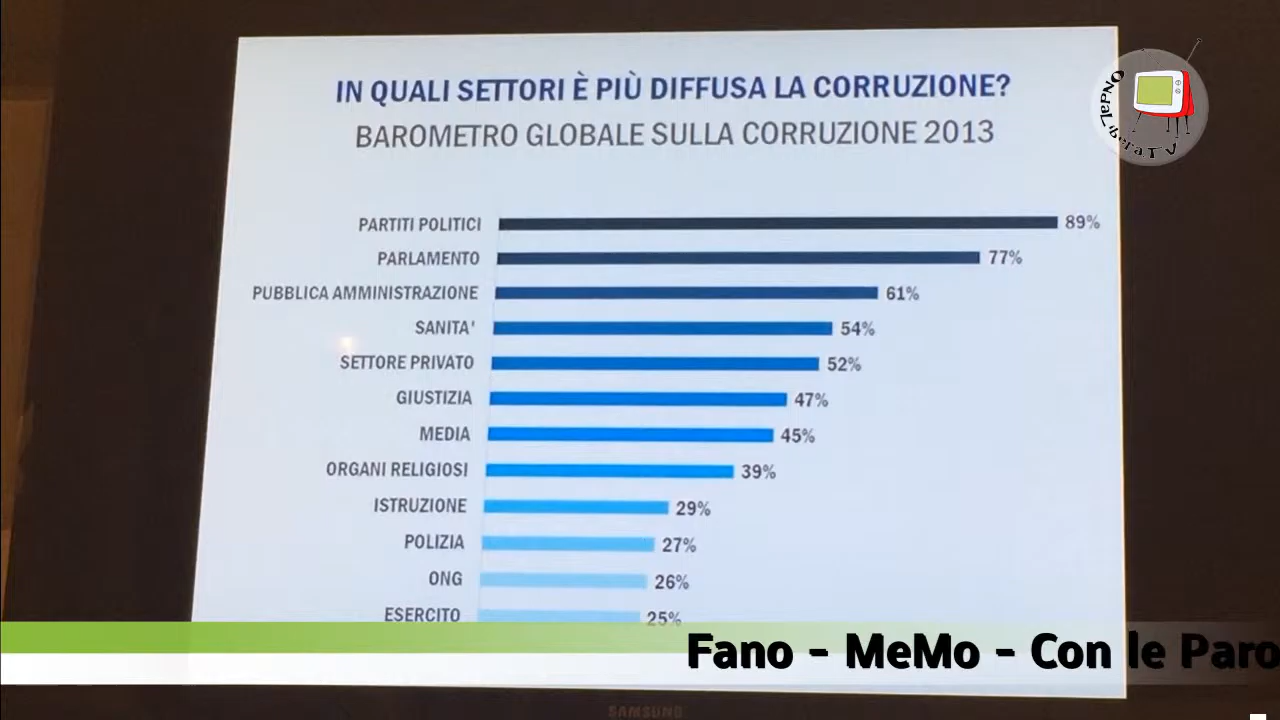 IN QUALI SETTORI È PIÙ DIFFUSA LA CORRUZIONE?
BAROMETRO GLOBALE SULLA CORRUZIONE 2013
OndaLiberaTV
PARTITI POLITICI 89%
PARLAMENTO 77%
PUBBLICA AMMINISTRAZIONE 61%
SANITA' 54%
SETTORE PRIVATO 52%
GIUSTIZIA 47%
MEDIA 45%
ORGANI RELIGIOSI 39%
ISTRUZIONE 29%
POLIZIA 27%
ONG 26%
ESERCITO 25%
Fano - MeMo - Con le Paro
SAMSUNG